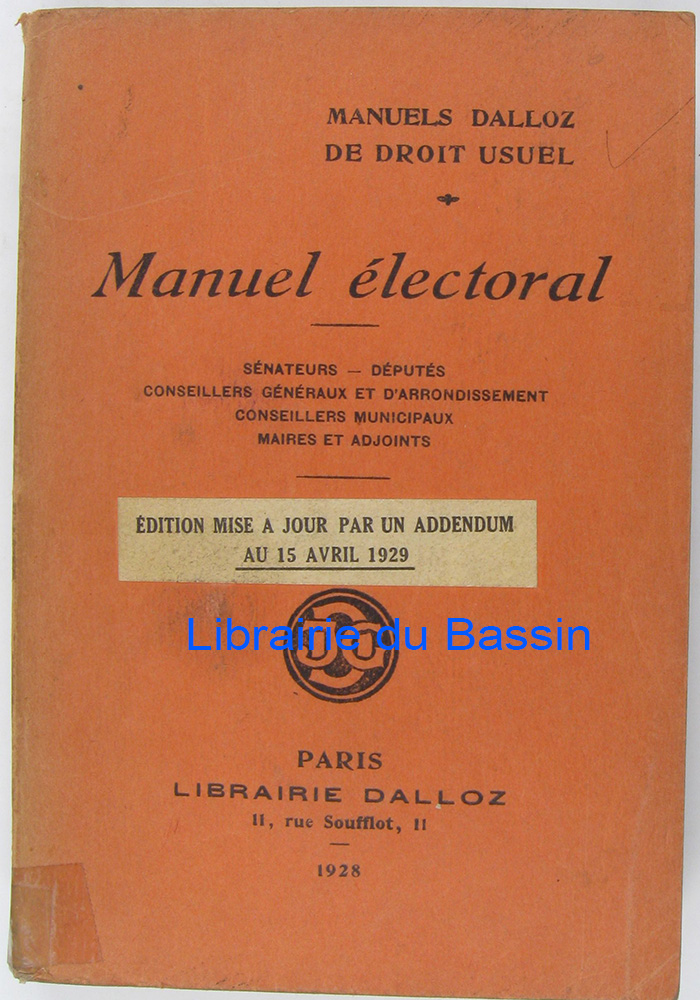 MANUELS DALLOZ
DE DROIT USUEL
Manuel électoral
SÉNATEURS — DÉPUTÉS
CONSEILLERS GÉNÉRAUX ET D'ARRONDISSEMENT
CONSEILLERS MUNICIPAUX
MAIRES ET ADJOINTS
ÉDITION MISE A JOUR PAR UN ADDENDUM
AU 15 AVRIL 1929
Librairie du Bassin
PARIS
LIBRAIRIE DALLOZ
11, rue Soufflot, 11
1928